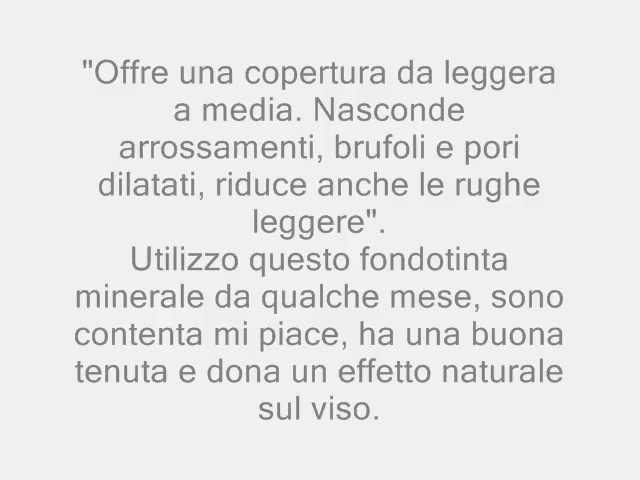 "Offre una copertura da leggera
a media. Nasconde
arrossamenti, brufoli e pori
dilatati, riduce anche le rughe
leggere".
Utilizzo questo fondotinta
minerale da qualche mese, sono
contenta mi piace, ha una buona
tenuta e dona un effetto naturale
sul viso.